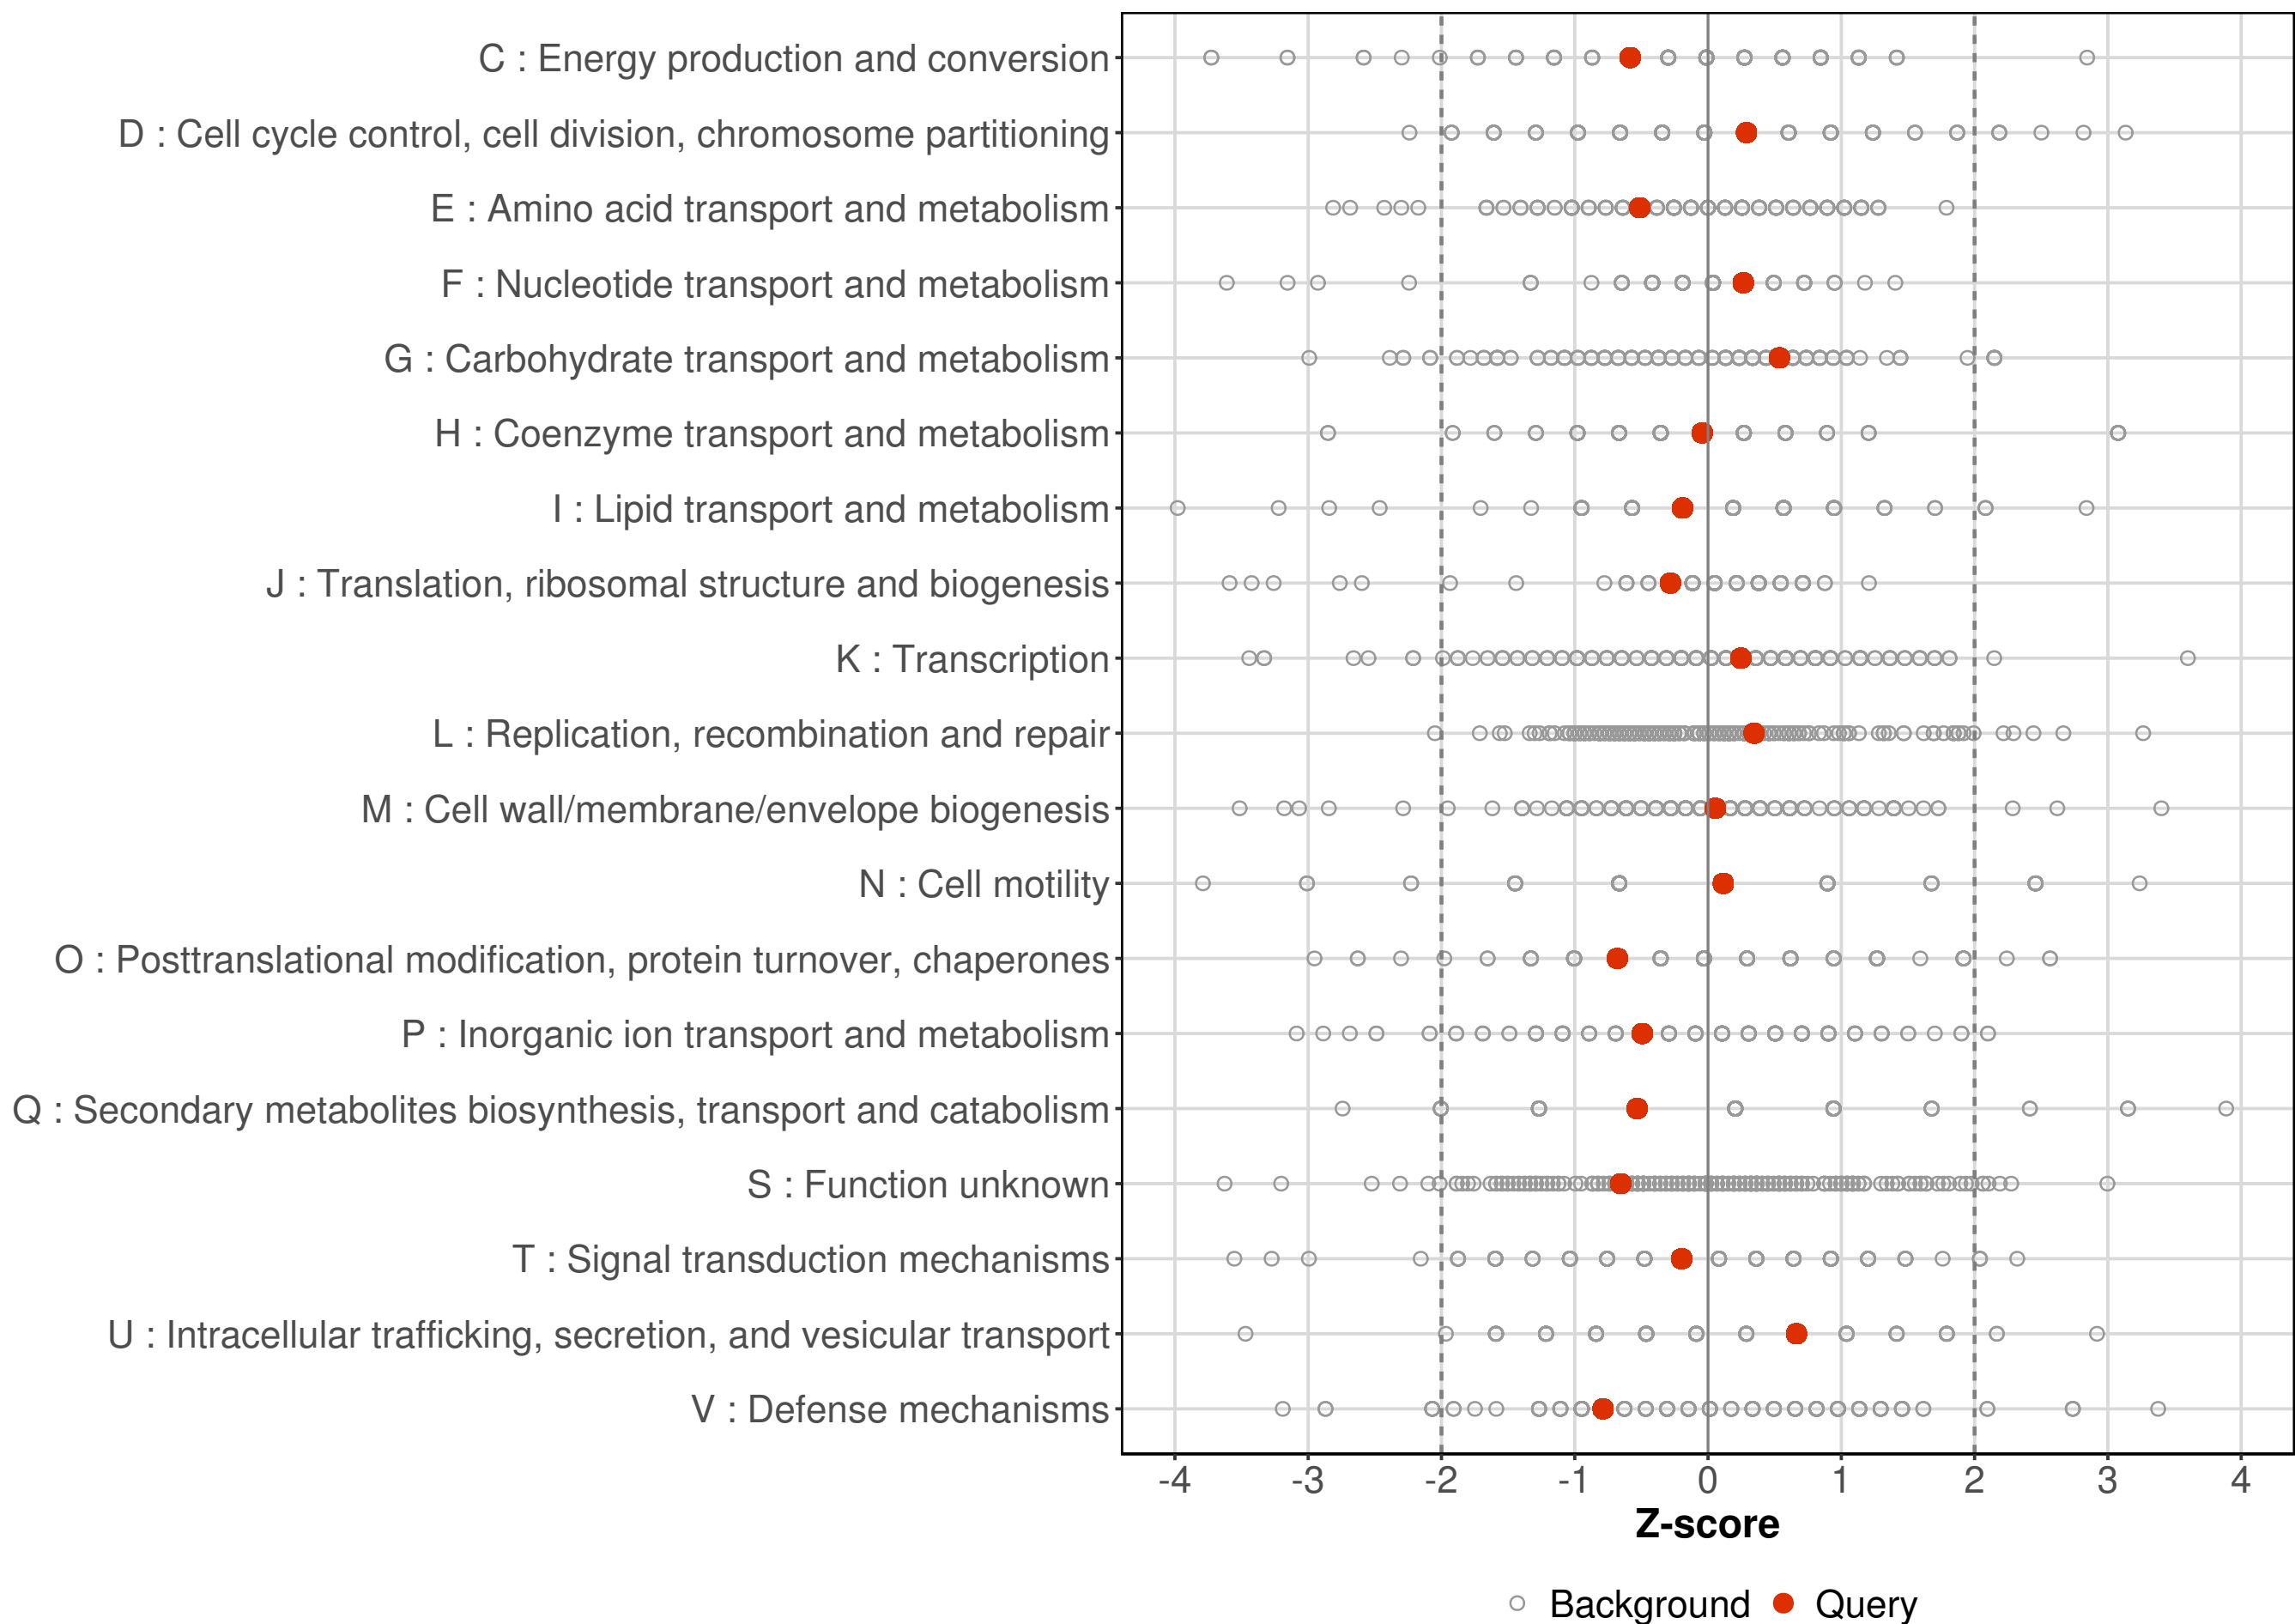 C : Energy production and conversion
D : Cell cycle control, cell division, chromosome partitioning
E : Amino acid transport and metabolism
F : Nucleotide transport and metabolism
G : Carbohydrate transport and metabolism
H : Coenzyme transport and metabolism
I : Lipid transport and metabolism
J : Translation, ribosomal structure and biogenesis
K : Transcription
L : Replication, recombination and repair
M : Cell wall/membrane/envelope biogenesis
N : Cell motility
O : Posttranslational modification, protein turnover, chaperones
P : Inorganic ion transport and metabolism
Q : Secondary metabolites biosynthesis, transport and catabolism
S : Function unknown
T : Signal transduction mechanisms
U : Intracellular trafficking, secretion, and vesicular transport
V : Defense mechanisms
-4 -3 -2 -1 0 1 2 3 4
Z-score
Background Query